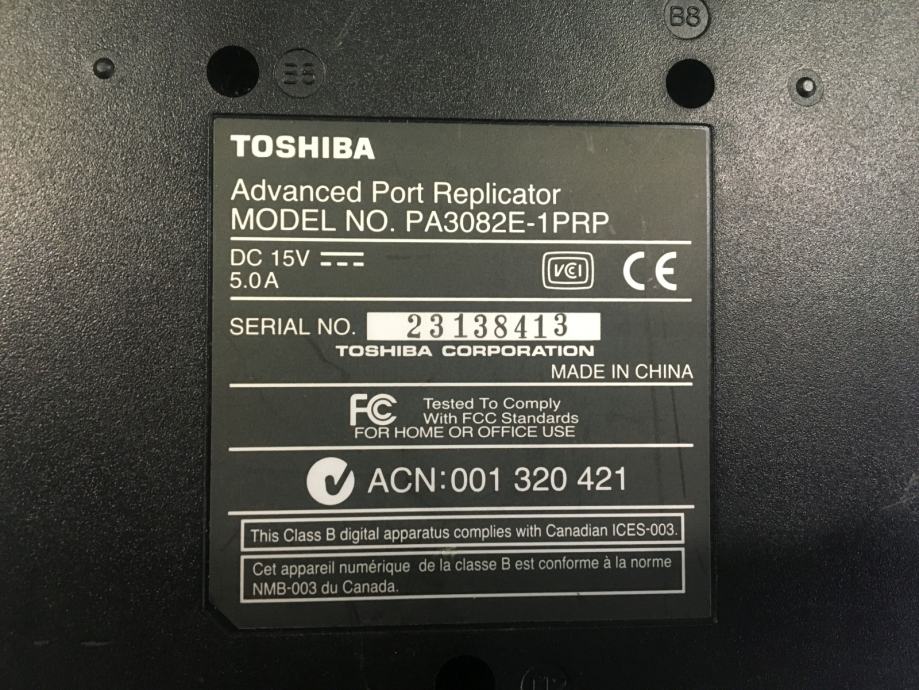 B8
B8
TOSHIBA
Advanced Port Replicator
MODEL NO. PA3082E-1PRP
DC 15V
5.0A
VCI
CE
SERIAL NO. 23138413
TOSHIBA CORPORATION
MADE IN CHINA
FC Tested To Comply
With FCC Standards
FOR HOME OR OFFICE USE
ACN:001 320 421
This Class B digital apparatus complies with Canadian ICES-003.
Cet appareil numérique de la classe B est conforme à la norme
NMB-003 du Canada.